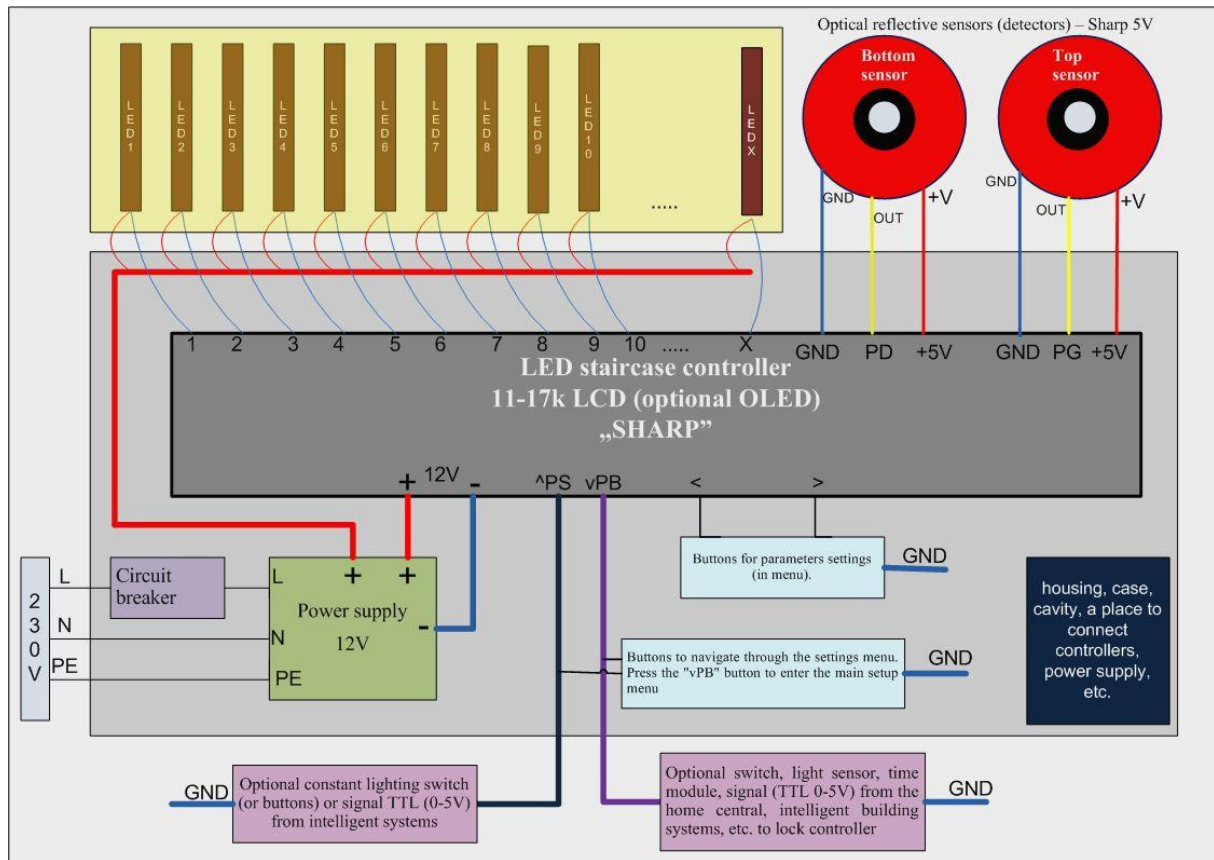 Optical reflective sensors (detectors) – Sharp 5V
LED1
LED2
LED3
LED4
LED5
LED6
LED7
LED8
LED9
LED10
.....
LEDX
Bottom
sensor
Top
sensor
GND
OUT
+V
GND
OUT
+V
1 2 3 4 5 6 7 8 9 10 ..... X GND PD +5V GND PG +5V
LED staircase controller
11-17k LCD (optional OLED)
„SHARP”
+ 12V - ^PS vPB < >
230V
L
N
PE
Circuit
breaker
L
N
PE
+ +
-
Power supply
12V
Buttons for parameters settings
(in menu).
GND
Buttons to navigate through the settings menu.
Press the "vPB" button to enter the main setup
menu
GND
housing, case,
cavity, a place to
connect
controllers,
power supply,
etc.
GND
Optional constant lighting switch
(or buttons) or signal TTL (0-5V)
from intelligent systems
Optional switch, light sensor, time
module, signal (TTL 0-5V) from the
home central, intelligent building
systems, etc. to lock controller
GND